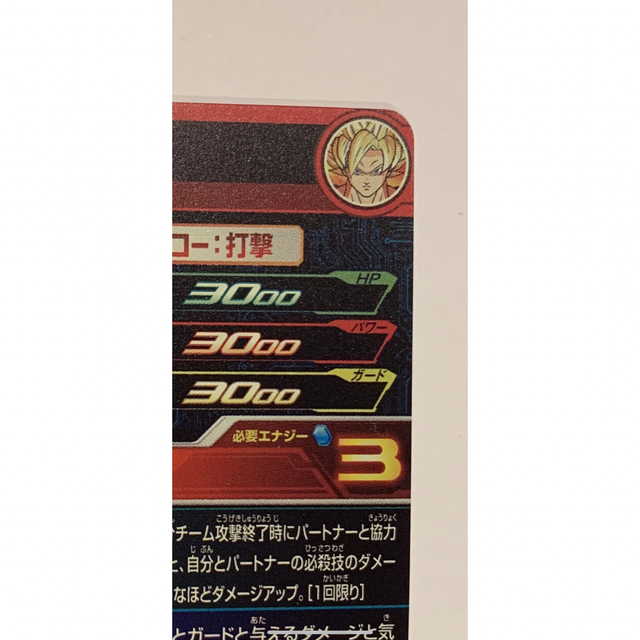 ロー:打撃
3000 HP
3000 パワー
3000 ガード
必要エナジー 3
こうげきしゅうりょうじ きょうりょく
チーム攻撃終了時にパートナーと協力
じぶん ひっさつわざ
と、自分とパートナーの必殺技のダメー
かいかぎ
なほどダメージアップ。[1回限り]
あた き
とガードと与えるダメージと気